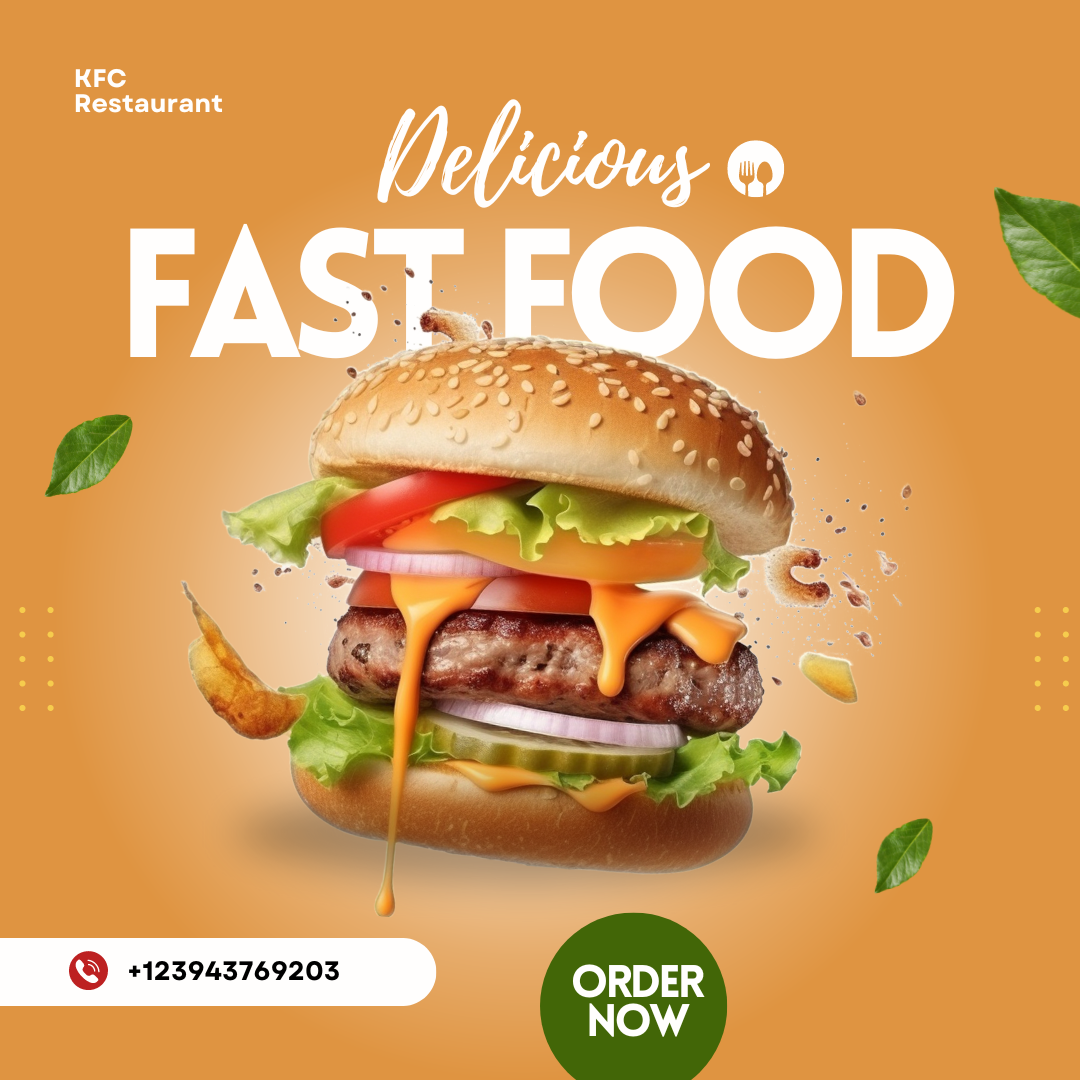 KFC
Restaurant
Delicious
FAST FOOD
+123943769203
ORDER
NOW